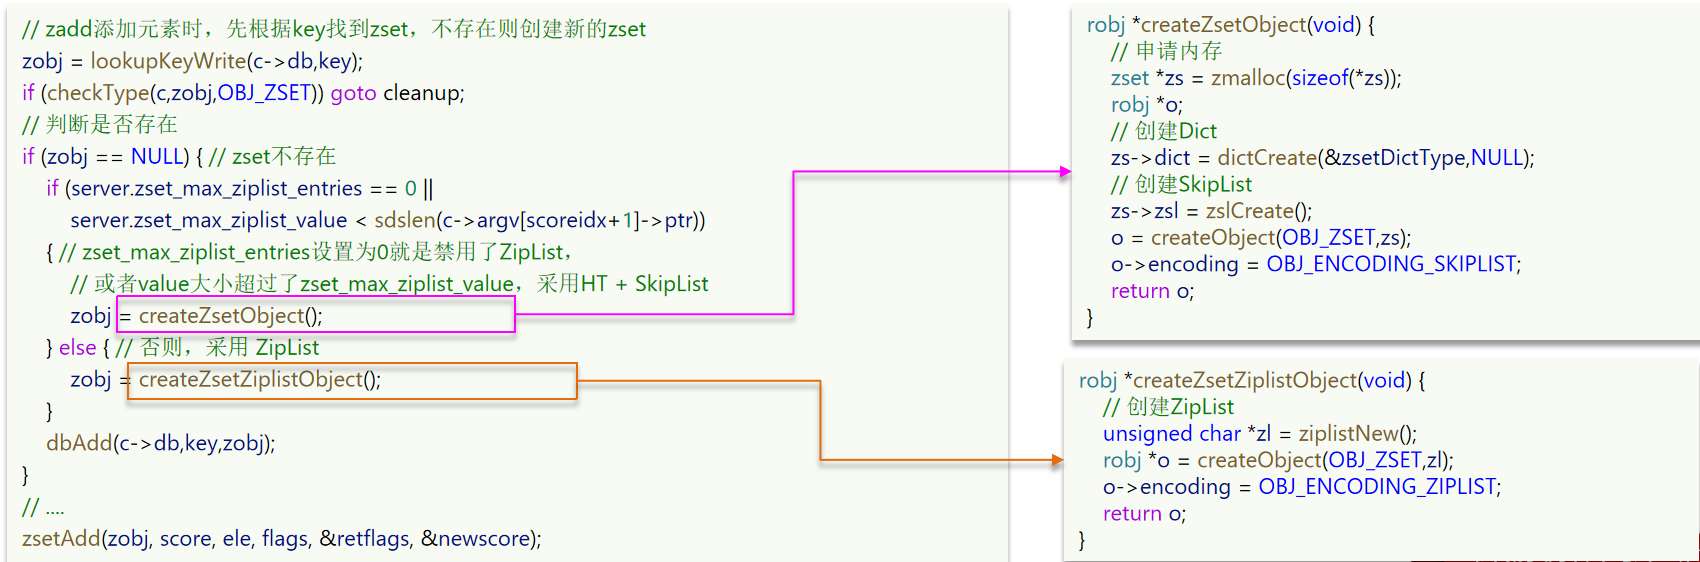 // zadd添加元素时，先根据key找到zset，不存在则创建新的zset
zobj = lookupKeyWrite(c->db,key);
if (checkType(c,zobj,OBJ_ZSET)) goto cleanup;
// 判断是否存在
if (zobj == NULL) { // zset不存在
if (server.zset_max_ziplist_entries == 0 ||
server.zset_max_ziplist_value < sdslen(c->argv[scoreidx+1]->ptr))
{ // zset_max_ziplist_entries设置为0就是禁用了ZipList，
// 或者value大小超过了zset_max_ziplist_value，采用HT + SkipList
zobj = createZsetObject();
} else { // 否则，采用 ZipList
zobj = createZsetZiplistObject();
}
dbAdd(c->db,key,zobj);
}
// ....
zsetAdd(zobj, score, ele, flags, &retflags, &newscore);
robj *createZsetObject(void) {
// 申请内存
zset *zs = zmalloc(sizeof(*zs));
robj *o;
// 创建Dict
zs->dict = dictCreate(&zsetDictType,NULL);
// 创建SkipList
zs->zsl = zslCreate();
o = createObject(OBJ_ZSET,zs);
o->encoding = OBJ_ENCODING_SKIPLIST;
return o;
}
robj *createZsetZiplistObject(void) {
// 创建ZipList
unsigned char *zl = ziplistNew();
robj *o = createObject(OBJ_ZSET,zl);
o->encoding = OBJ_ENCODING_ZIPLIST;
return o;
}